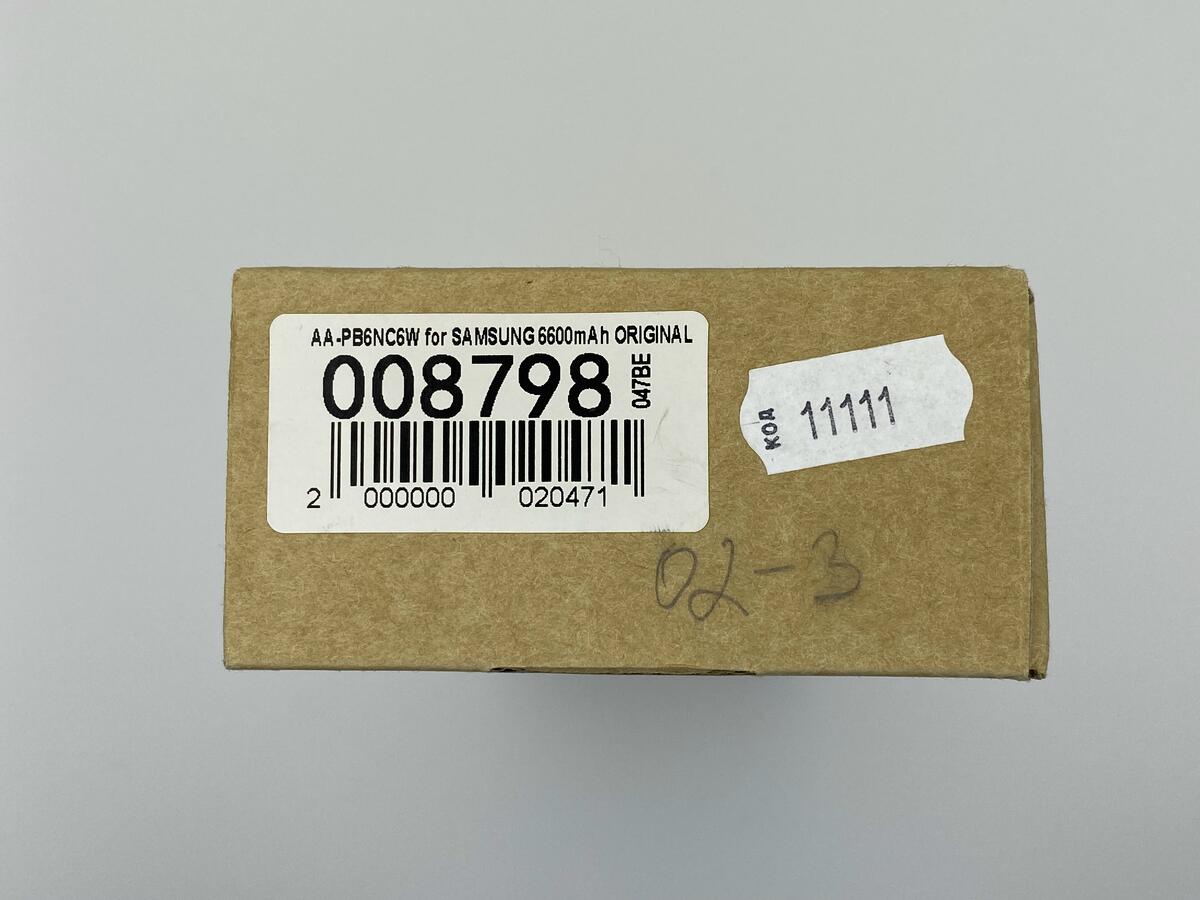 AA-PB6NC6W for SAMSUNG 6600mAh ORIGINAL
008798
047BE
2 000000 020471
код 11111
02-3